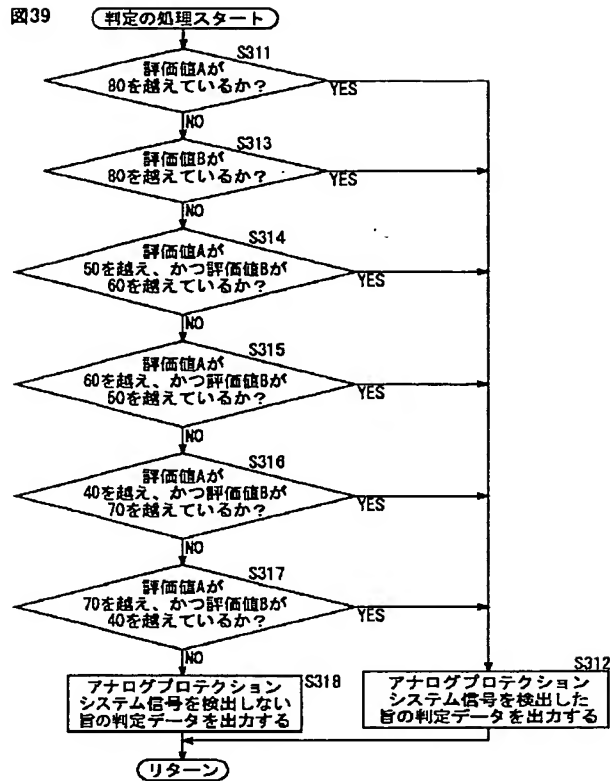 図39
判定の処理スタート
S311
評価値Aが
80を越えているか?
YES
NO
S313
評価値Bが
80を越えているか?
YES
NO
S314
評価値Aが
50を越え、かつ評価値Bが
60を越えているか?
YES
NO
S315
評価値Aが
60を越え、かつ評価値Bが
50を越えているか?
YES
NO
S316
評価値Aが
40を越え、かつ評価値Bが
70を越えているか?
YES
NO
S317
評価値Aが
70を越え、かつ評価値Bが
40を越えているか?
YES
NO
S318
アナログプロテクション
システム信号を検出しない
旨の判定データを出力する
S312
アナログプロテクション
システム信号を検出した
旨の判定データを出力する
リターン